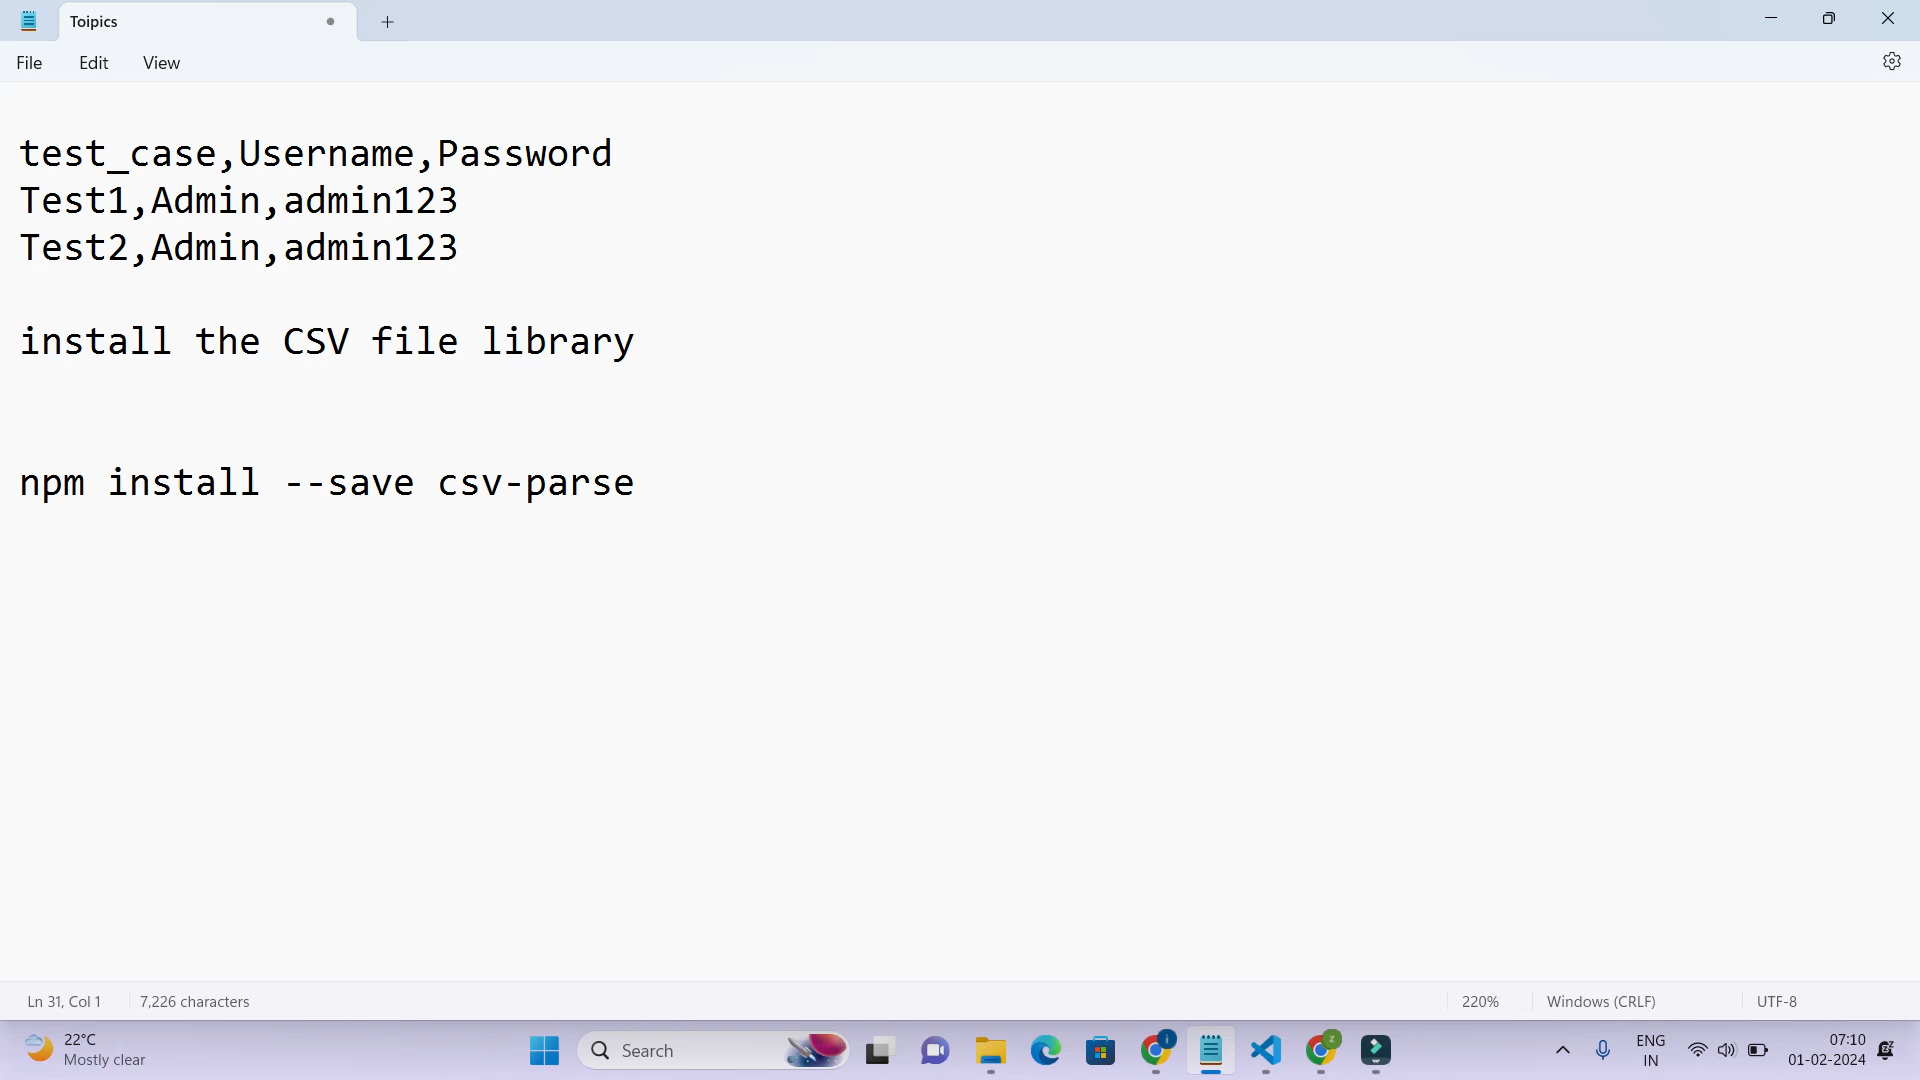 Toipics
File Edit View
test_case,Username,Password
Test1,Admin,admin123
Test2,Admin,admin123
install the CSV file library
npm install --save csv-parse
Ln 31, Col 1 7,226 characters 220% Windows (CRLF) UTF-8
22°C
Mostly clear
Search
ENG
IN
07:10
01-02-2024